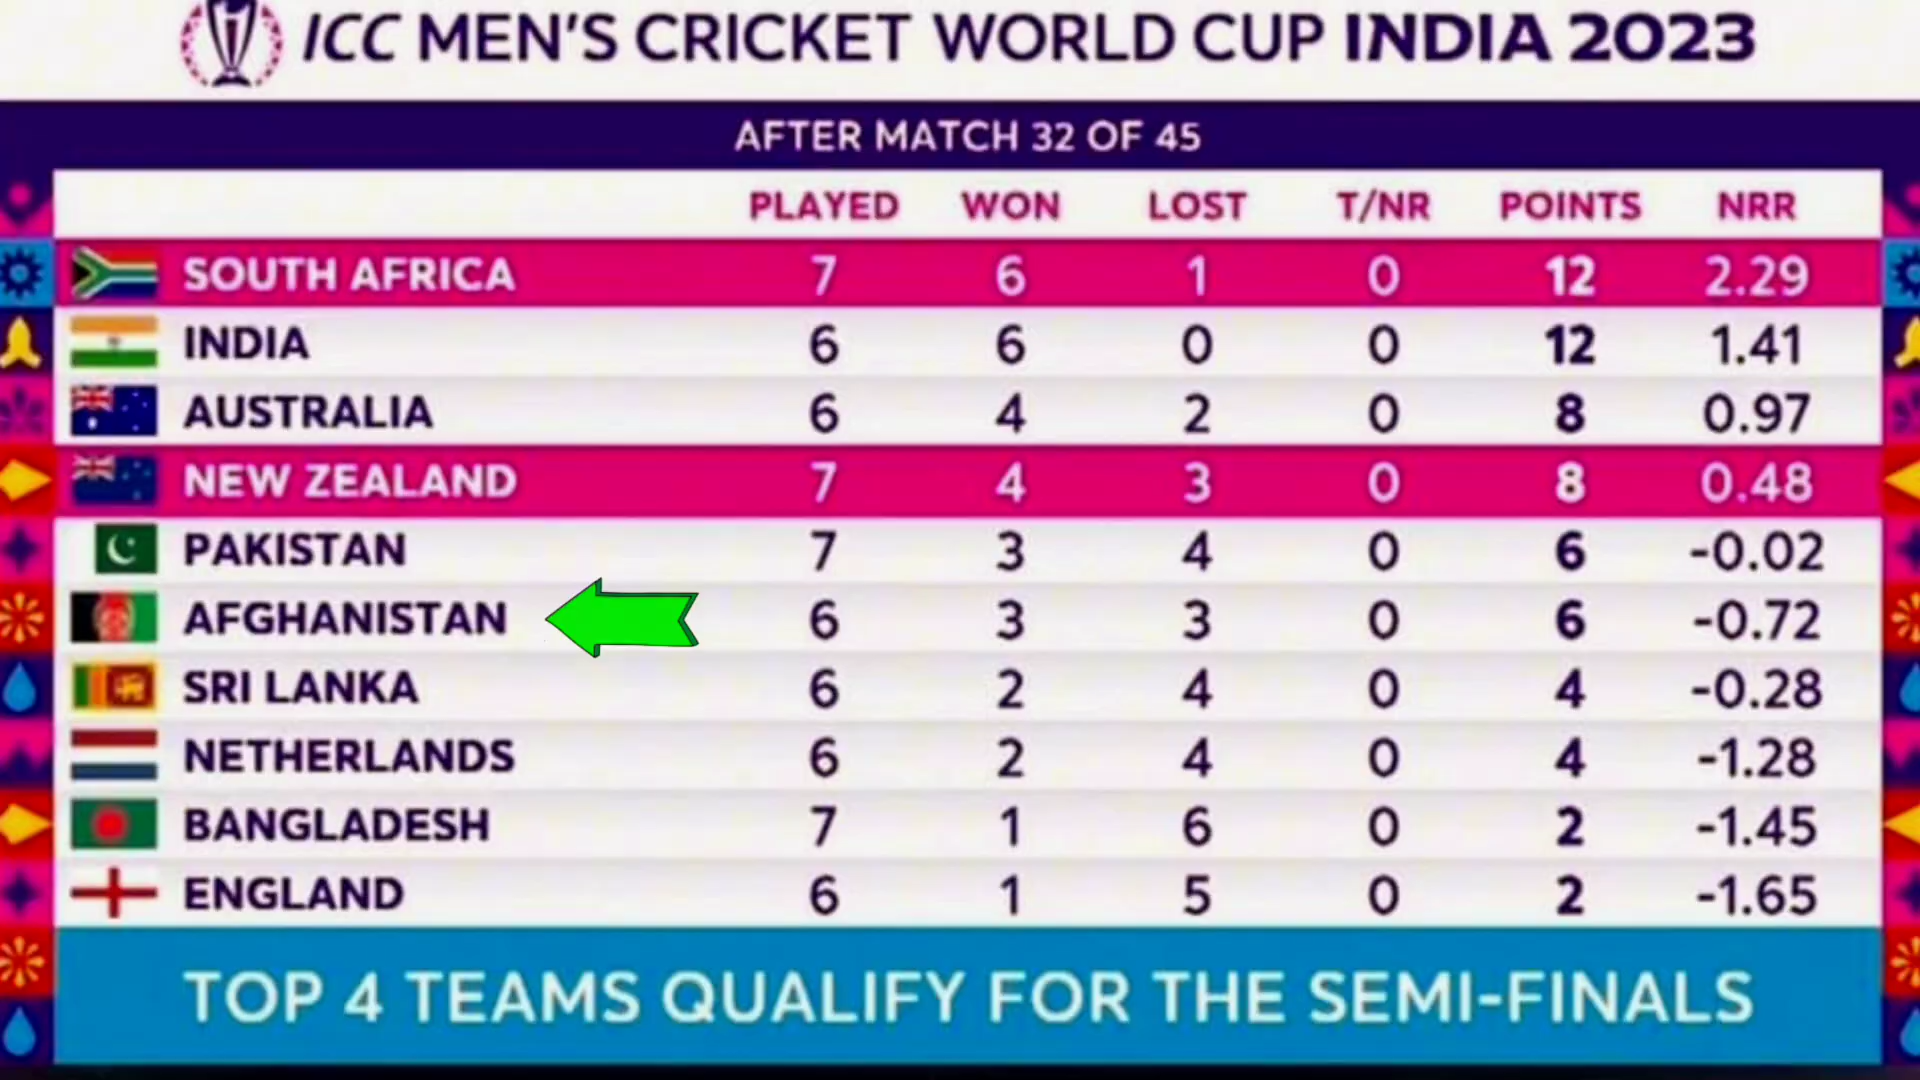 ICC MEN'S CRICKET WORLD CUP INDIA 2023
AFTER MATCH 32 OF 45
PLAYED WON LOST T/NR POINTS NRR
SOUTH AFRICA 7 6 1 0 12 2.29
INDIA 6 6 0 0 12 1.41
AUSTRALIA 6 4 2 0 8 0.97
NEW ZEALAND 7 4 3 0 8 0.48
PAKISTAN 7 3 4 0 6 -0.02
AFGHANISTAN 6 3 3 0 6 -0.72
SRI LANKA 6 2 4 0 4 -0.28
NETHERLANDS 6 2 4 0 4 -1.28
BANGLADESH 7 1 6 0 2 -1.45
ENGLAND 6 1 5 0 2 -1.65
TOP 4 TEAMS QUALIFY FOR THE SEMI-FINALS